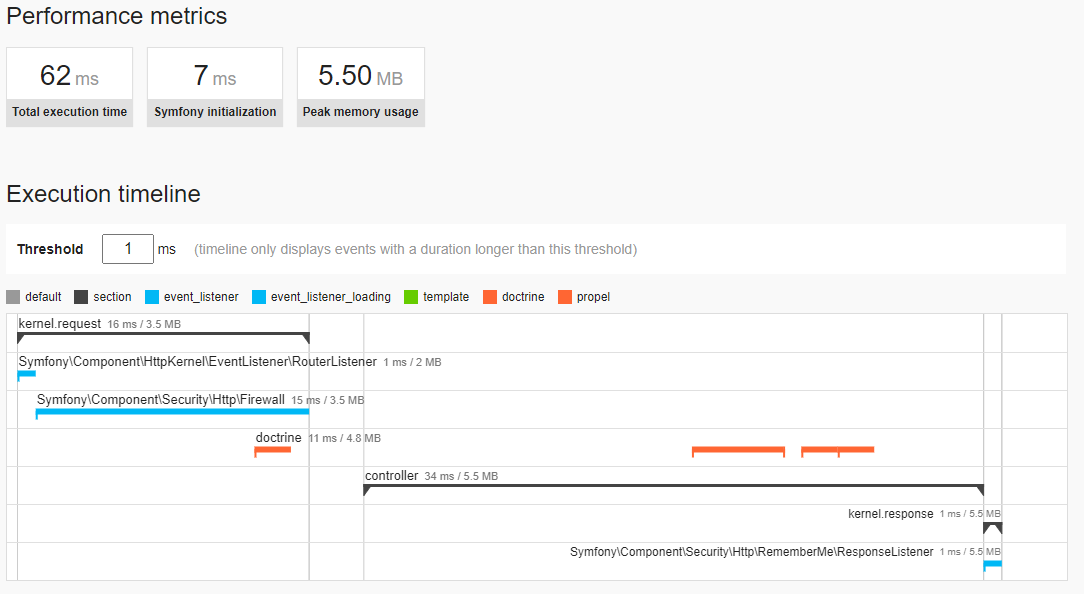 Performance metrics
62 ms 7 ms 5.50 MB
Total execution time Symfony initialization Peak memory usage
Execution timeline
Threshold 1 ms (timeline only displays events with a duration longer than this threshold)
default section event_listener event_listener_loading template doctrine propel
kernel.request 16 ms / 3.5 MB
Symfony\Component\HttpKernel\EventListener\RouterListener 1 ms / 2 MB
Symfony\Component\Security\Http\Firewall 15 ms / 3.5 MB
doctrine 11 ms / 4.8 MB
controller 34 ms / 5.5 MB
kernel.response 1 ms / 5.5 MB
Symfony\Component\Security\Http\RememberMe\ResponseListener 1 ms / 5.5 MB